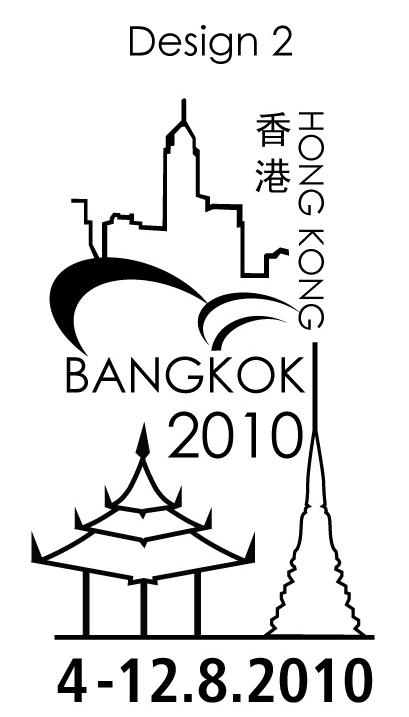 Design 2
香港
HONG KONG
BANGKOK
2010
4-12.8.2010